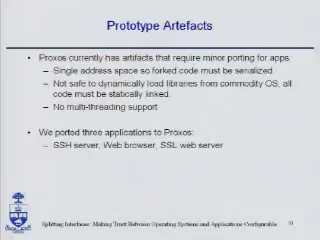 Prototype Artefacts
• Proxos currently has artifacts that require minor porting for apps
– Single address space so forked code must be serialized
– Not safe to dynamically load libraries from commodity OS, all
code must be statically linked.
– No multi-threading support
• We ported three applications to Proxos:
– SSH server, Web browser, SSL web server
Splitting Interfaces: Making Trust Between Operating Systems and Applications Configurable